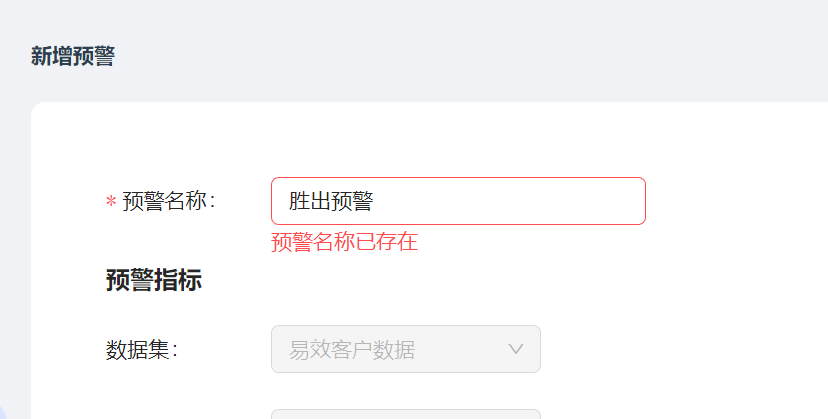 新增预警
* 预警名称：
胜出预警
预警名称已存在
预警指标
数据集：
易效客户数据